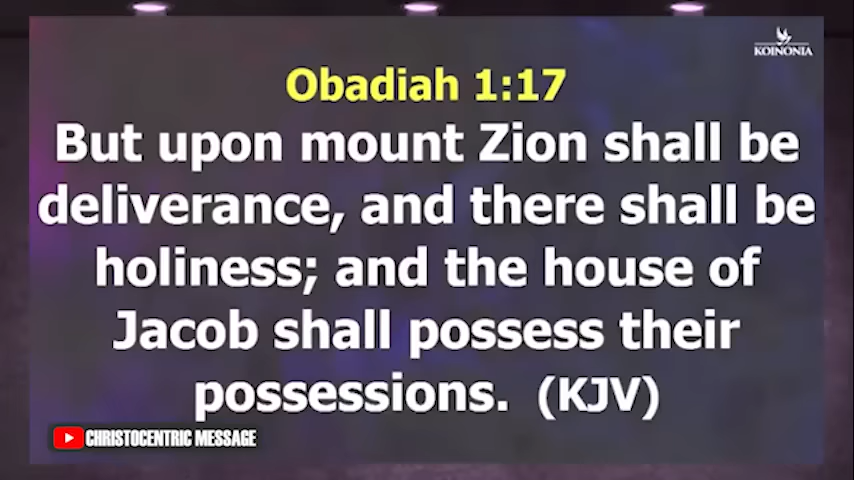 KOINONIA
Obadiah 1:17
But upon mount Zion shall be
deliverance, and there shall be
holiness; and the house of
Jacob shall possess their
possessions. (KJV)
CHRISTOCENTRIC MESSAGE